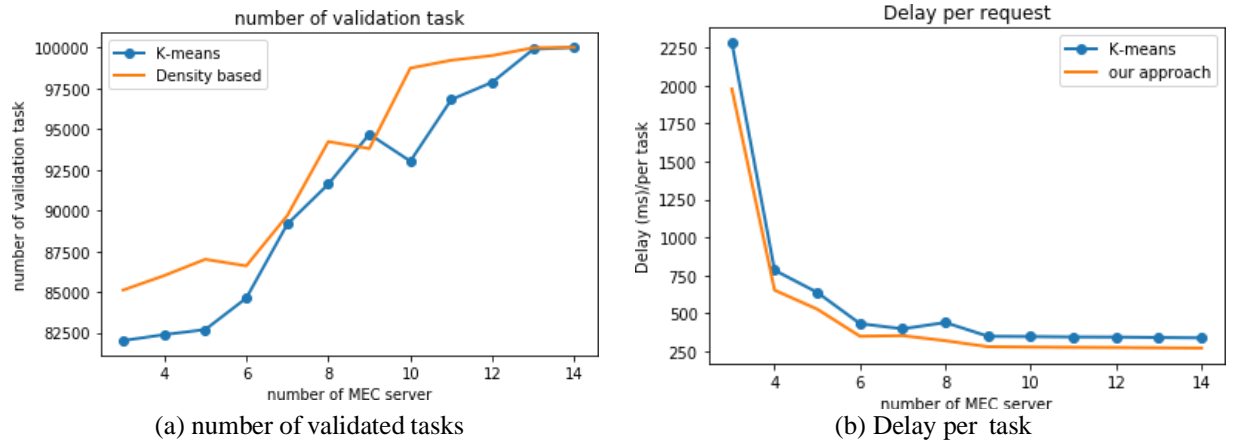 number of validation task
100000
97500
95000
92500
90000
87500
85000
82500
number of validation task
K-means
Density based
4
6
8
10
12
14
number of MEC server
(a) number of validated tasks
Delay per request
2250
2000
1750
1500
1250
1000
750
500
250
Delay (ms)/per task
K-means
our approach
4
6
8
10
12
14
number of MEC server
(b) Delay per task